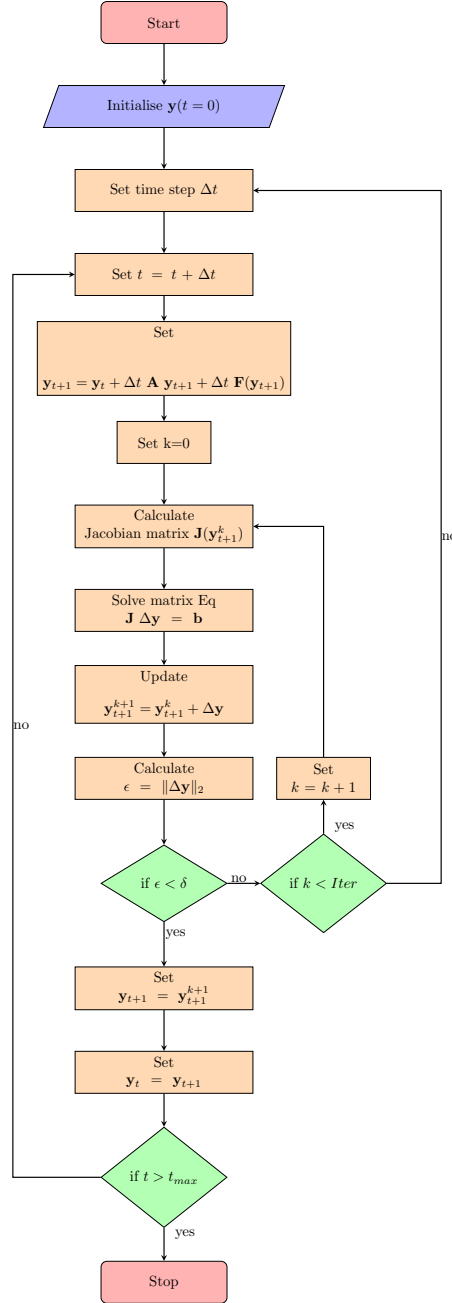 Start
Initialise y(t = 0)
Set time step Δt
Set t = t + Δt
Set
y_{t+1} = y_t + Δt A y_{t+1} + Δt F(y_{t+1})
Set k=0
Calculate
Jacobian matrix J(y^k_{t+1})
no
Solve matrix Eq
J Δy = b
Update
y^{k+1}_{t+1} = y^k_{t+1} + Δy
no
Calculate
ϵ = ‖Δy‖₂
Set
k = k + 1
yes
if ϵ < δ
no
if k < Iter
yes
Set
y_{t+1} = y^{k+1}_{t+1}
Set
y_t = y_{t+1}
if t > t_{max}
yes
Stop